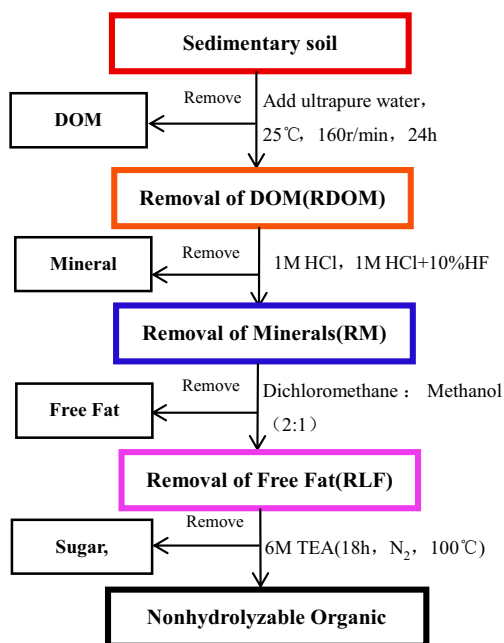 Sedimentary soil
Remove
Add ultrapure water，
DOM
25℃，160r/min，24h
Removal of DOM(RDOM)
Remove
Mineral
1M HCl，1M HCl+10%HF
Removal of Minerals(RM)
Remove
Dichloromethane： Methanol
Free Fat
（2:1）
Removal of Free Fat(RLF)
Remove
Sugar,
6M TEA(18h，N₂，100℃)
Nonhydrolyzable Organic